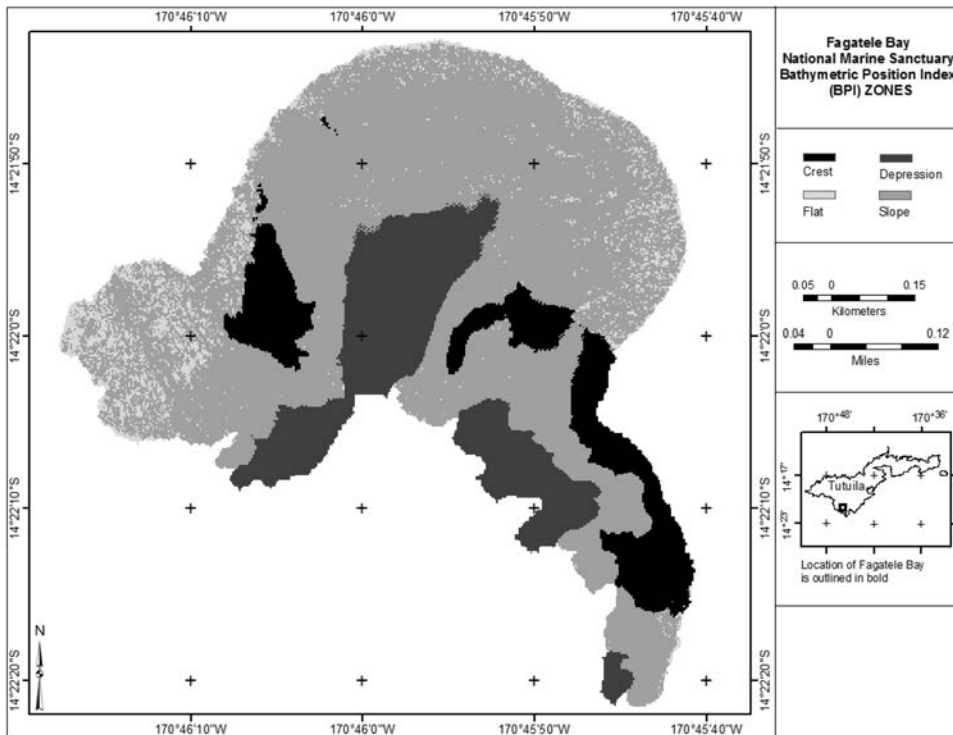 170°46'10"W 170°46'0"W 170°45'50"W 170°45'40"W
14°21'50"S 14°21'50"S
14°22'0"S 14°22'0"S
14°22'10"S 14°22'10"S
14°22'20"S 14°22'20"S
N
170°46'10"W 170°46'0"W 170°45'50"W 170°45'40"W
Fagatele Bay
National Marine Sanctuary
Bathymetric Position Index
(BPI) ZONES
Crest Depression
Flat Slope
0.05 0 0.15
Kilometers
0.04 0 0.12
Miles
170°48' 170°36'
14°17'
Tutuila
14°23'
Location of Fagatele Bay
is outlined in bold